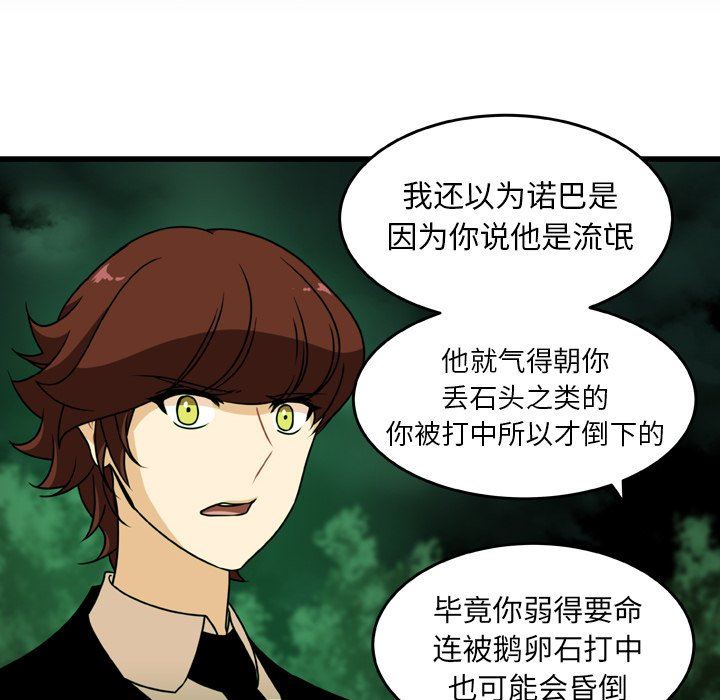 我还以为诺巴是
因为你说他是流氓
他就气得朝你
丢石头之类的
你被打中所以才倒下的
毕竟你弱得要命
连被鹅卵石打中
也可能会昏倒